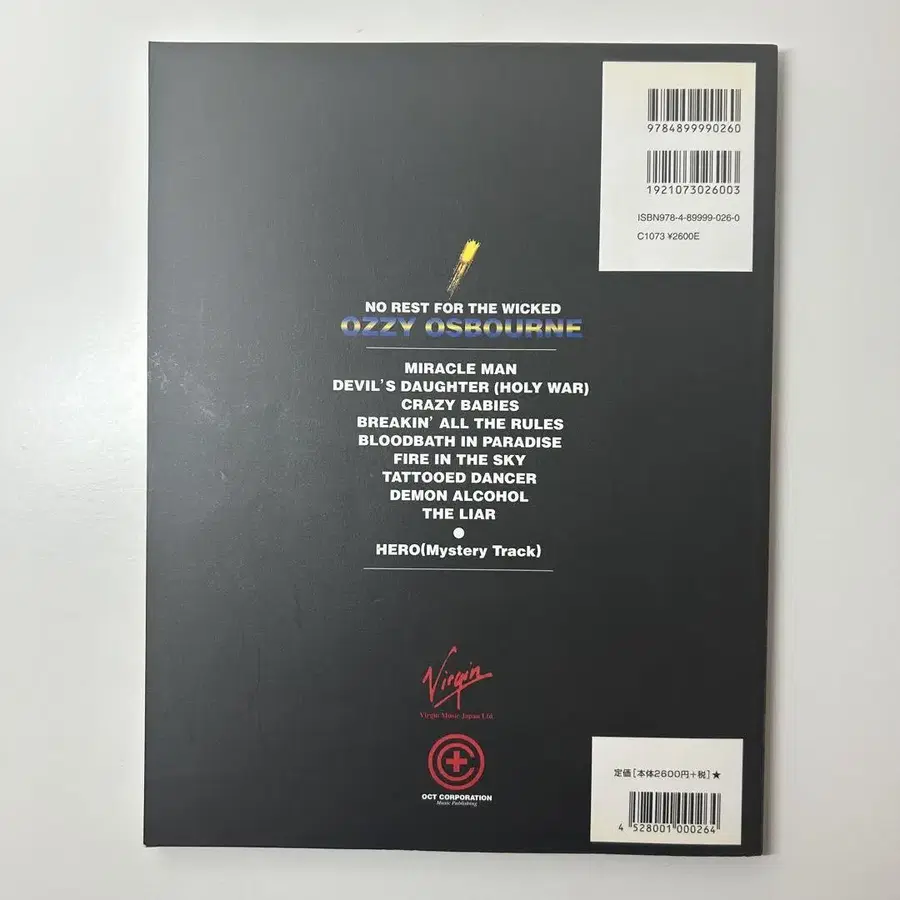 9784899990260
1921073026003
ISBN978-4-89999-026-0
C1073 ¥2600E
NO REST FOR THE WICKED
OZZY OSBOURNE
MIRACLE MAN
DEVIL'S DAUGHTER (HOLY WAR)
CRAZY BABIES
BREAKIN' ALL THE RULES
BLOODBATH IN PARADISE
FIRE IN THE SKY
TATTOOED DANCER
DEMON ALCOHOL
THE LIAR
●
HERO(Mystery Track)
Virgin
Virgin Music Japan Ltd.
OCT CORPORATION
Music Publishing
定価[本体2600円+税]★
4 528001 000264